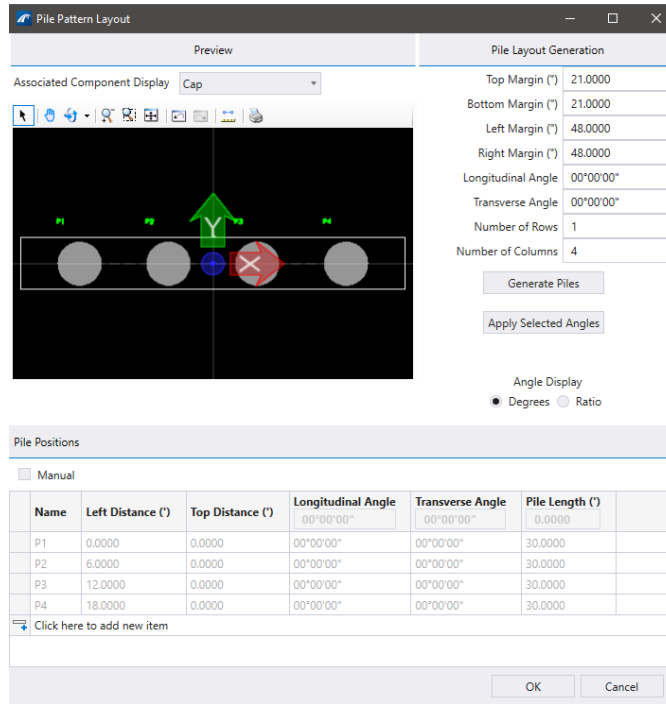 Pile Pattern Layout
Preview
Pile Layout Generation
Associated Component Display Cap
Top Margin (") 21.0000
Bottom Margin (") 21.0000
Left Margin (") 48.0000
Right Margin (") 48.0000
Longitudinal Angle 00°00'00"
Transverse Angle 00°00'00"
Number of Rows 1
Number of Columns 4
Generate Piles
Apply Selected Angles
Angle Display
Degrees Ratio
P1 P2 P3 P4
Y
X
Pile Positions
Manual
Name Left Distance (') Top Distance (') Longitudinal Angle Transverse Angle Pile Length (')
00°00'00" 00°00'00" 0.0000
P1 0.0000 0.0000 00°00'00" 00°00'00" 30.0000
P2 6.0000 0.0000 00°00'00" 00°00'00" 30.0000
P3 12.0000 0.0000 00°00'00" 00°00'00" 30.0000
P4 18.0000 0.0000 00°00'00" 00°00'00" 30.0000
Click here to add new item
OK Cancel